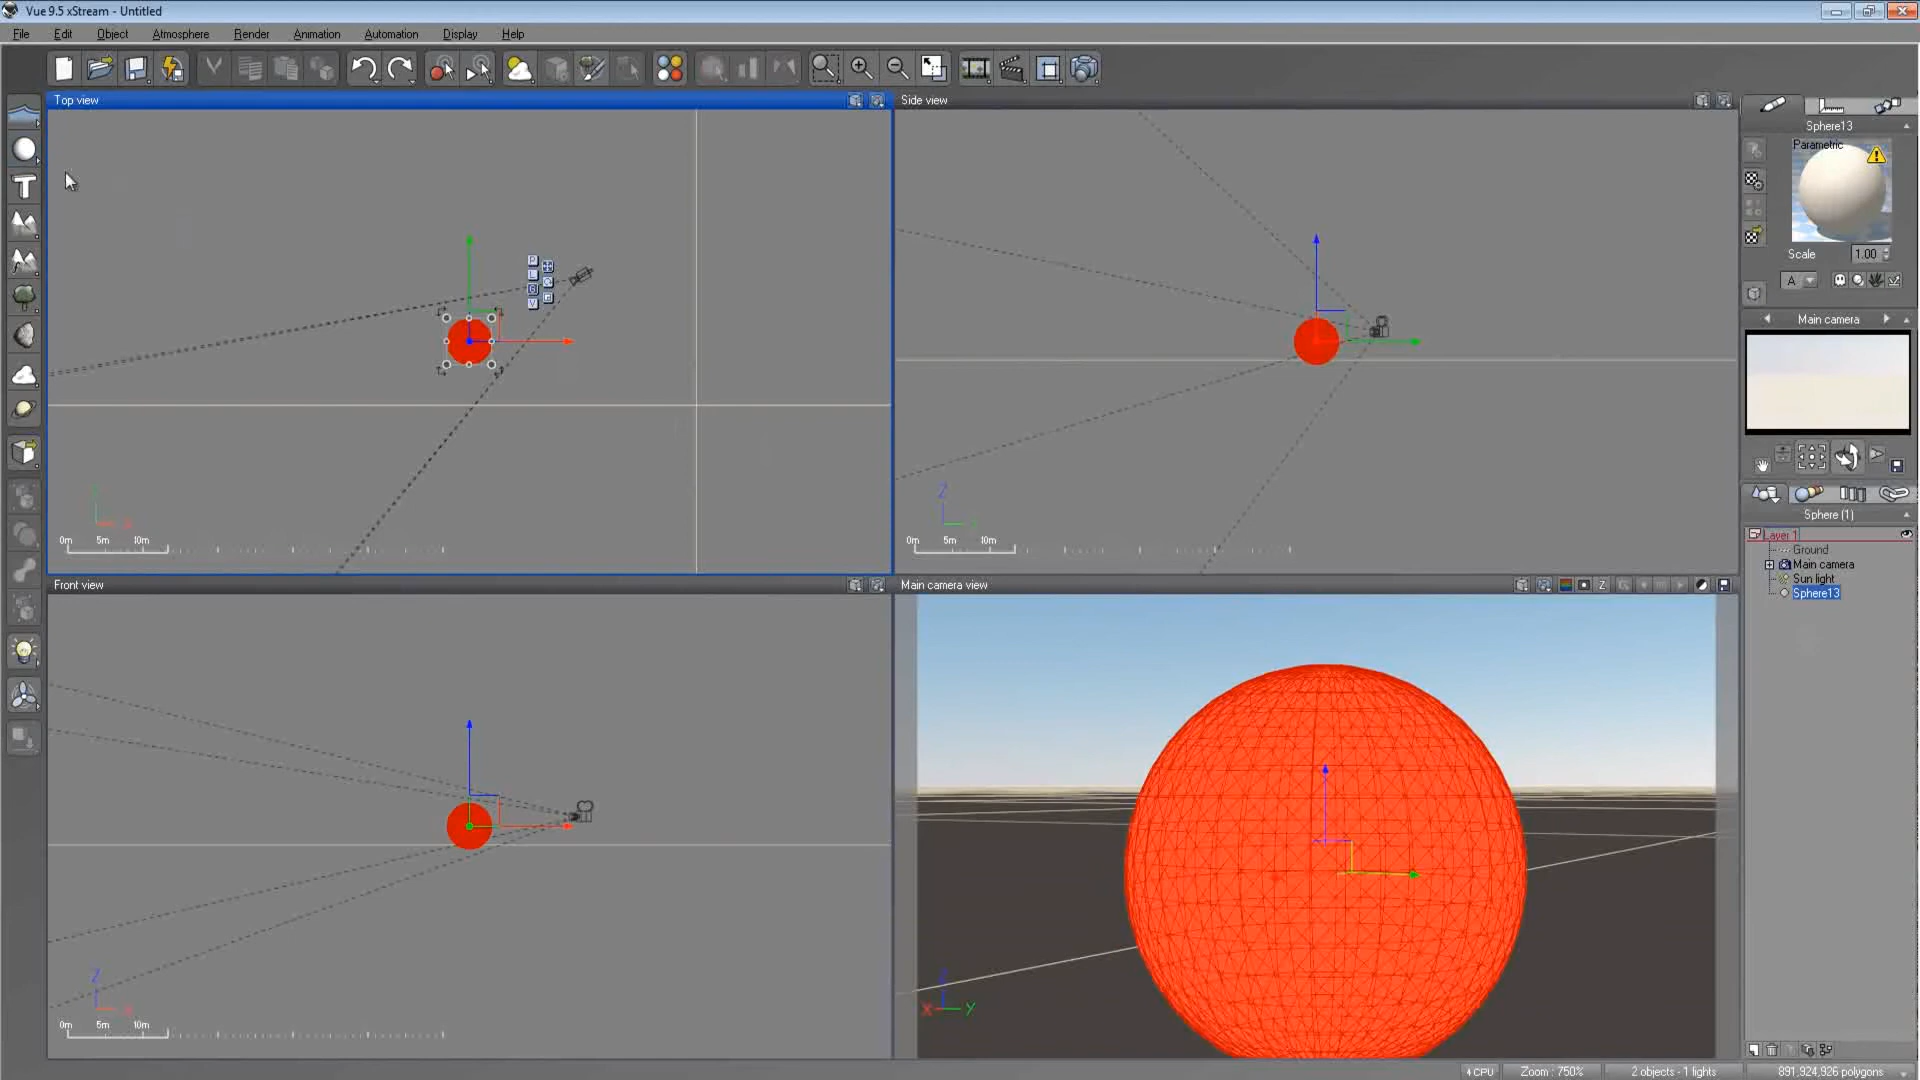 Vue 9.5 xStream - Untitled
File Edit Object Atmosphere Render Animation Automation Display Help
Top view
Side view
Sphere13
Parametric
Scale 1.00
A
Main camera
P
L
G
V
Z
0m 5m 10m
0m 5m 10m
Sphere (1)
Layer 1
Ground
Main camera
Sun light
Sphere13
Front view
Main camera view
Z
Z
0m 5m 10m
Z
X Y
CPU
Zoom : 750%
2 objects - 1 lights
891,924,926 polygons